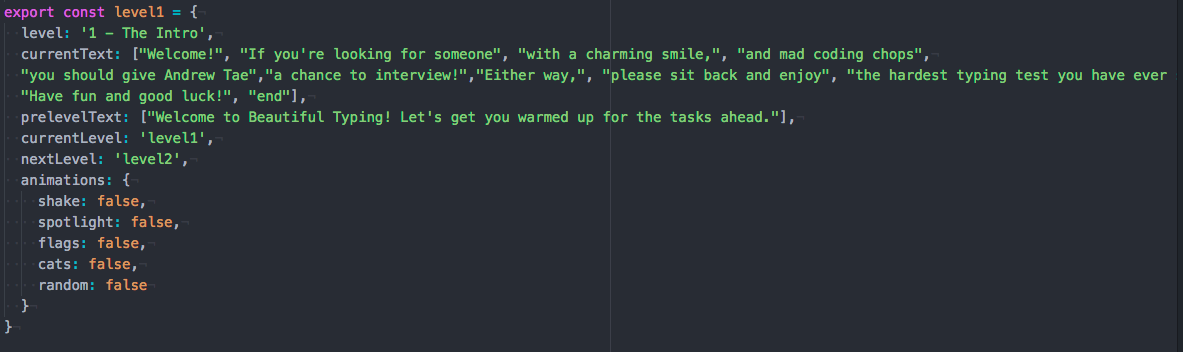 export const level1 = {
level: '1 - The Intro',
currentText: ["Welcome!", "If you're looking for someone", "with a charming smile,", "and mad coding chops",
"you should give Andrew Tae","a chance to interview!","Either way,", "please sit back and enjoy", "the hardest typing test you have ever
"Have fun and good luck!", "end"],
prelevelText: ["Welcome to Beautiful Typing! Let's get you warmed up for the tasks ahead."],
currentLevel: 'level1',
nextLevel: 'level2',
animations: {
shake: false,
spotlight: false,
flags: false,
cats: false,
random: false
}
}